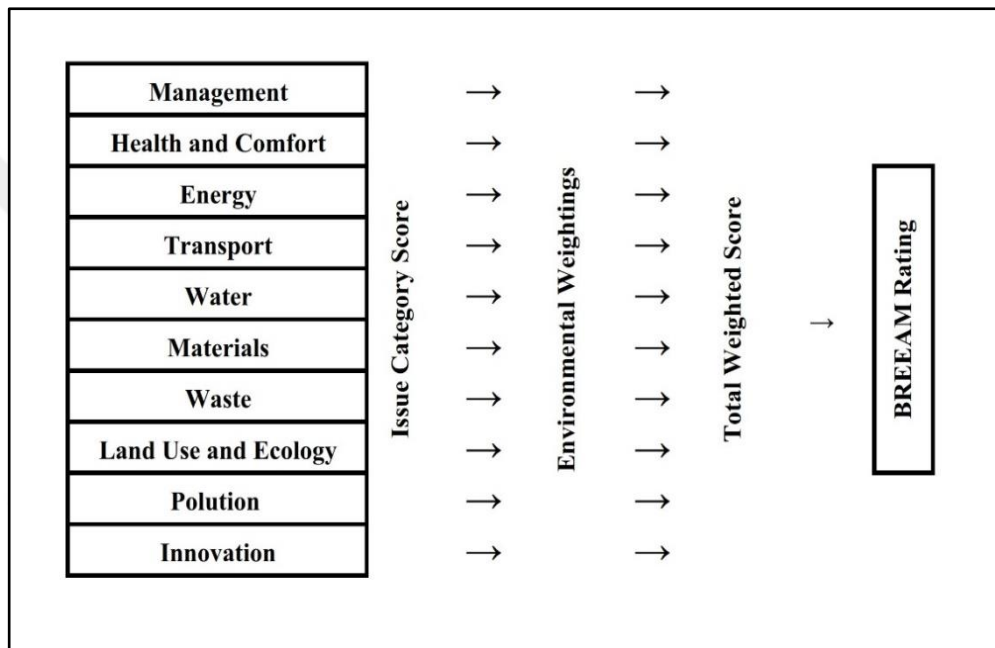 Management
Health and Comfort
Energy
Transport
Water
Materials
Waste
Land Use and Ecology
Polution
Innovation
Issue Category Score
→ → → → → → → → → →
Environmental Weightings
→ → → → → → → → → →
Total Weighted Score
→
BREEAM Rating